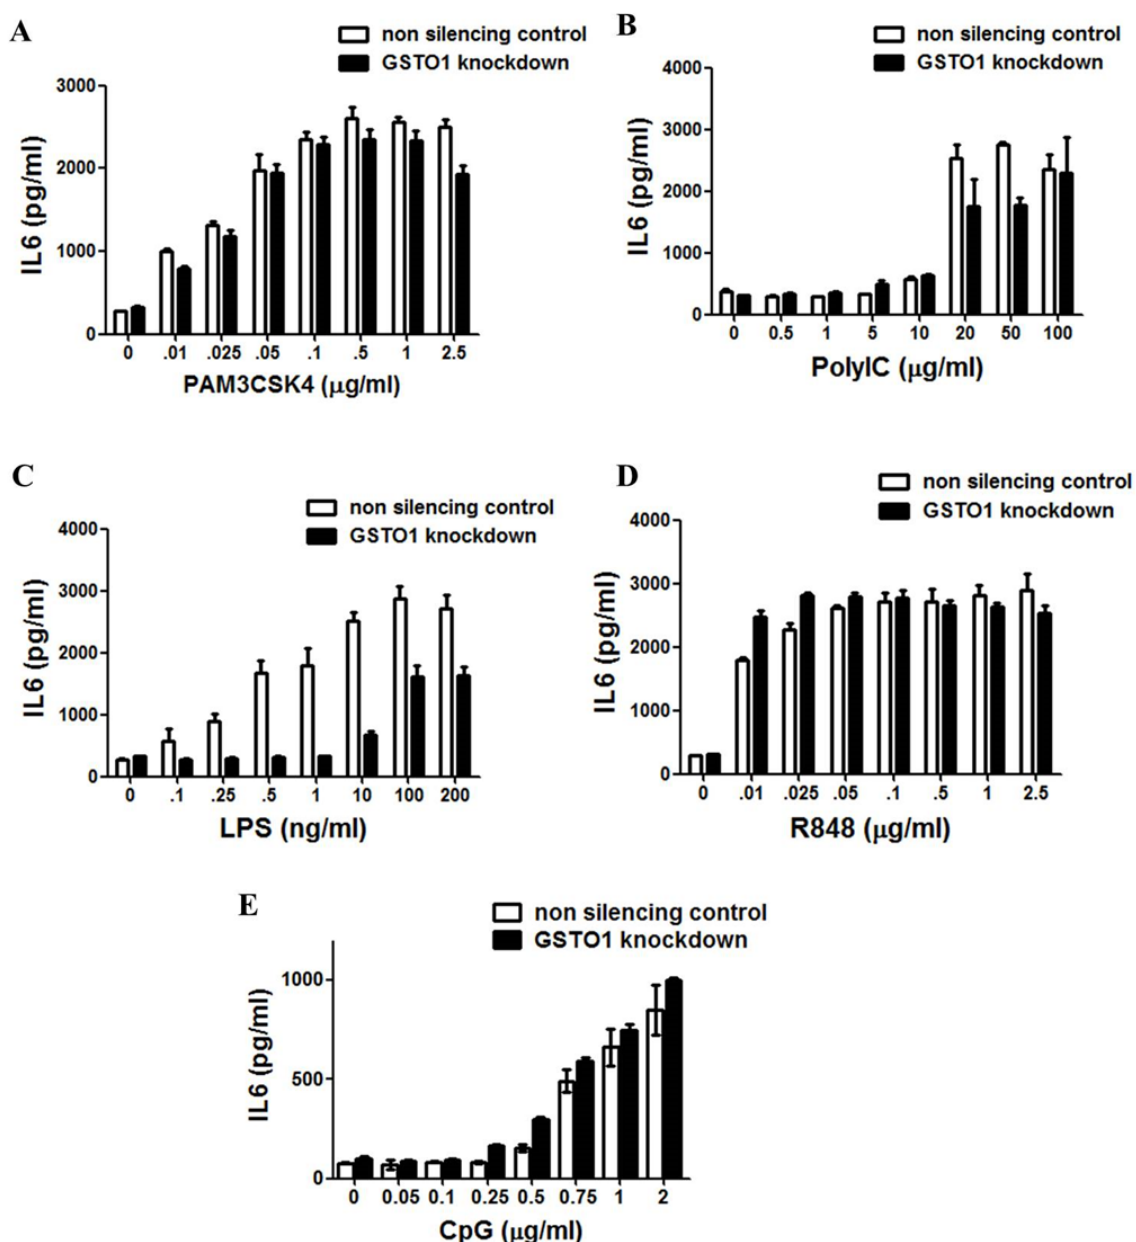 A
non silencing control
GSTO1 knockdown
3000
2000
1000
0
IL6 (pg/ml)
0 .01 .025 .05 .1 .5 1 2.5
PAM3CSK4 (μg/ml)
B
non silencing control
GSTO1 knockdown
4000
3000
2000
1000
0
IL6 (pg/ml)
0 0.5 1 5 10 20 50 100
PolyIC (μg/ml)
C
non silencing control
GSTO1 knockdown
4000
3000
2000
1000
0
IL6 (pg/ml)
0 .1 .25 .5 1 10 100 200
LPS (ng/ml)
D
non silencing control
GSTO1 knockdown
4000
3000
2000
1000
0
IL6 (pg/ml)
0 .01 .025 .05 .1 .5 1 2.5
R848 (μg/ml)
E
non silencing control
GSTO1 knockdown
1000
500
0
IL6 (pg/ml)
0 0.05 0.1 0.25 0.5 0.75 1 2
CpG (μg/ml)